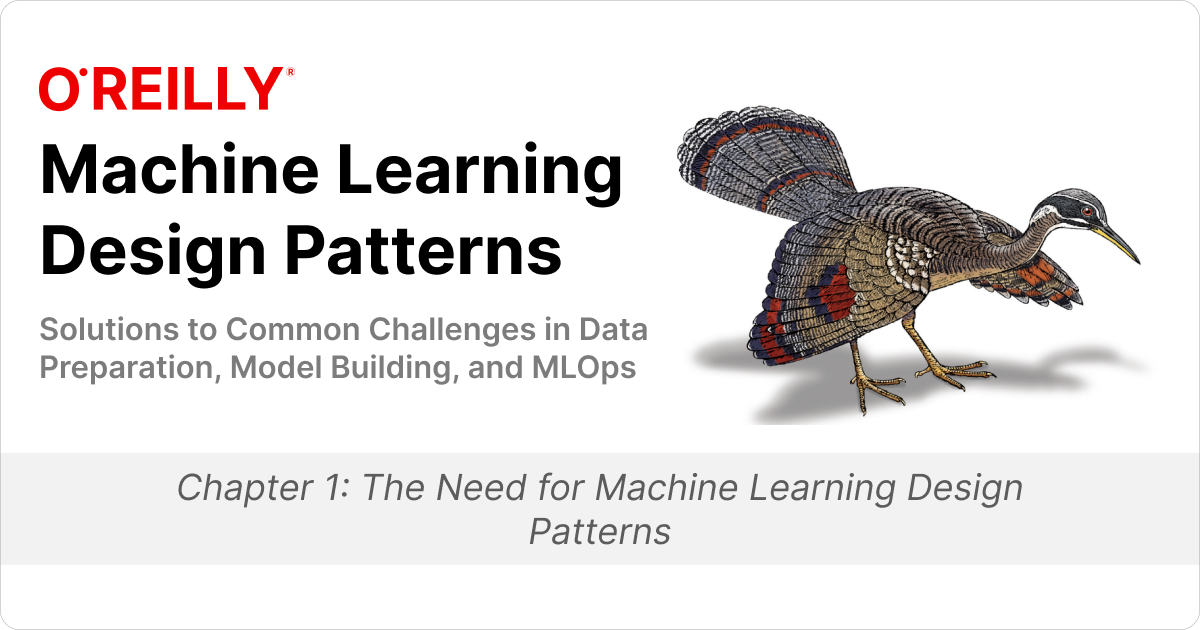 O'REILLY®
Machine Learning
Design Patterns
Solutions to Common Challenges in Data
Preparation, Model Building, and MLOps
Chapter 1: The Need for Machine Learning Design
Patterns